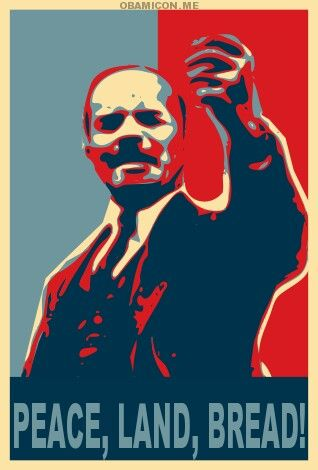 OBAMICON.ME
PEACE, LAND, BREAD!